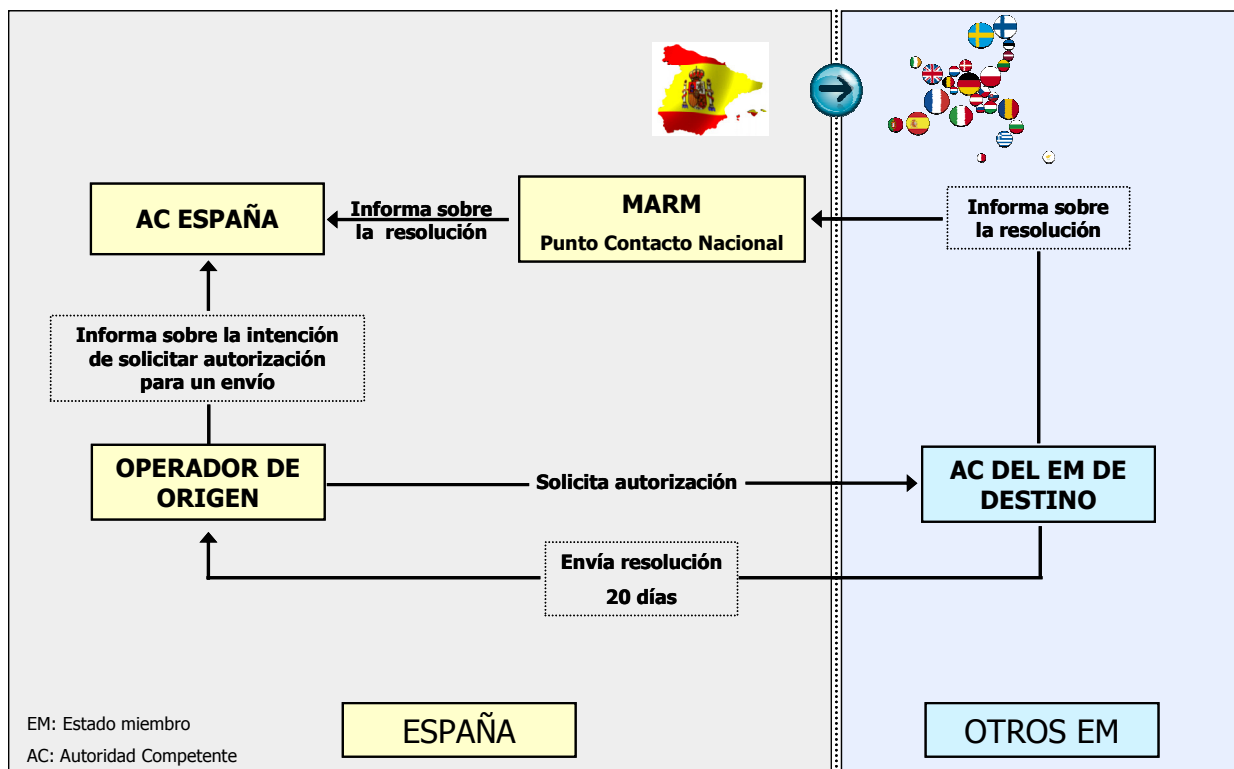 AC ESPAÑA
Informa sobre
la resolución
MARM
Punto Contacto Nacional
Informa sobre
la resolución
Informa sobre la intención
de solicitar autorización
para un envío
OPERADOR DE
ORIGEN
Solicita autorización
AC DEL EM DE
DESTINO
Envía resolución
20 días
EM: Estado miembro
AC: Autoridad Competente
ESPAÑA
OTROS EM